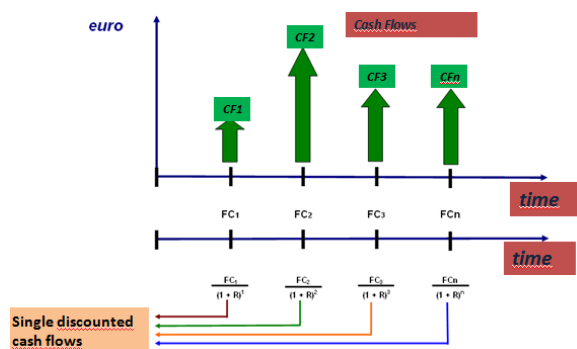 euro
Cash Flows
CF1
CF2
CF3
CFn
time
FC1 FC2 FC3 FCn
time
FC1 FC2 FC3 FCn
(1 + R)^1 (1 + R)^2 (1 + R)^3 (1 + R)^n
Single discounted
cash flows